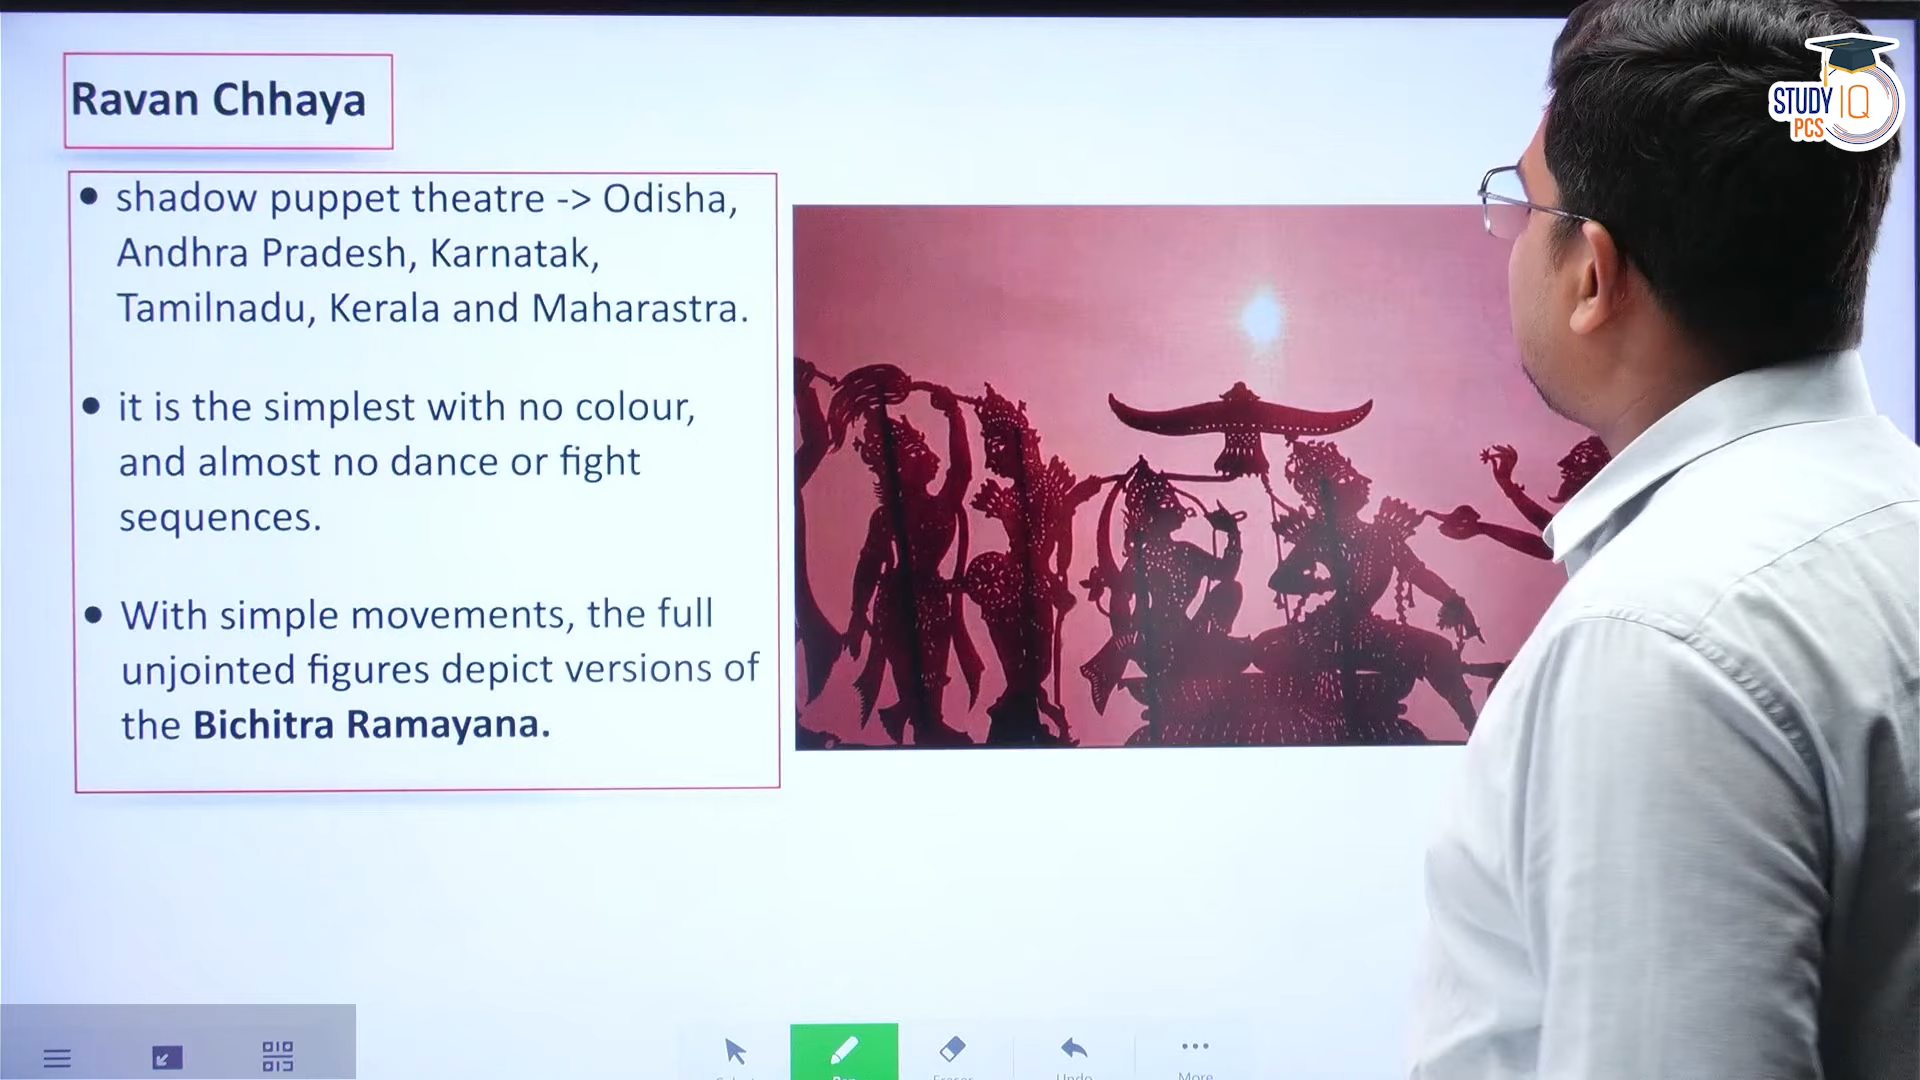 Ravan Chhaya
STUDY IQ
PCS
• shadow puppet theatre -> Odisha,
Andhra Pradesh, Karnatak,
Tamilnadu, Kerala and Maharastra.
• it is the simplest with no colour,
and almost no dance or fight
sequences.
• With simple movements, the full
unjointed figures depict versions of
the Bichitra Ramayana.
Undo
More